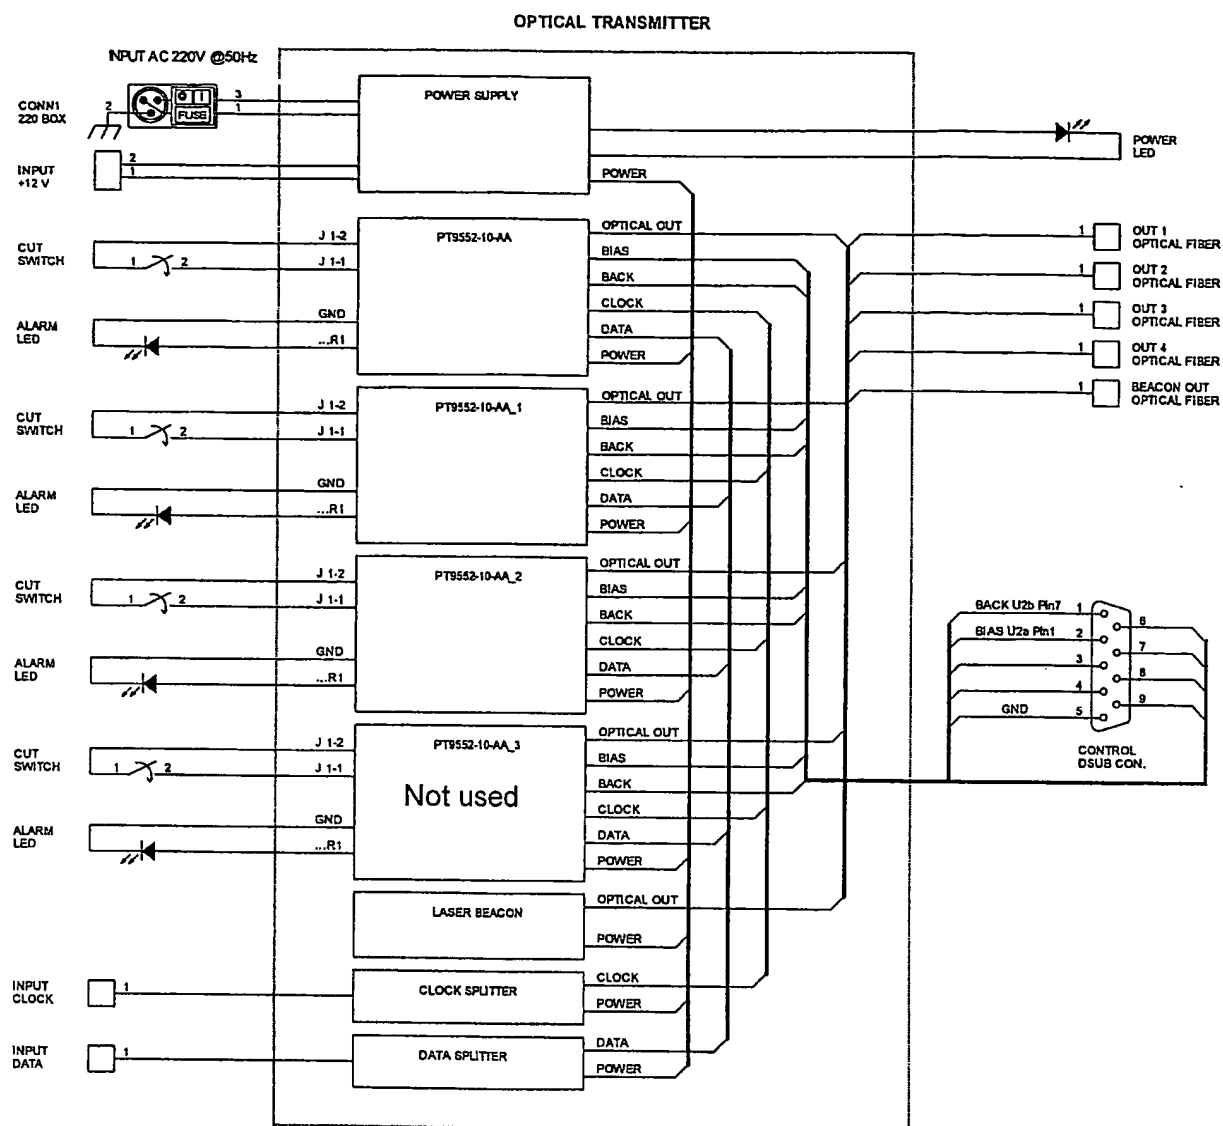 OPTICAL TRANSMITTER
INPUT AC 220V @50Hz
CONN1
220 BOX
2
FUSE
3
1
POWER SUPPLY
POWER
LED
INPUT
+12 V
2
1
POWER
CUT
SWITCH
1
2
J 1-2
J 1-1
ALARM
LED
GND
...R1
PT9552-10-AA
OPTICAL OUT
BIAS
BACK
CLOCK
DATA
POWER
1
OUT 1
OPTICAL FIBER
1
OUT 2
OPTICAL FIBER
1
OUT 3
OPTICAL FIBER
1
OUT 4
OPTICAL FIBER
1
BEACON OUT
OPTICAL FIBER
CUT
SWITCH
1
2
J 1-2
J 1-1
ALARM
LED
GND
...R1
PT9552-10-AA_1
OPTICAL OUT
BIAS
BACK
CLOCK
DATA
POWER
CUT
SWITCH
1
2
J 1-2
J 1-1
ALARM
LED
GND
...R1
PT9552-10-AA_2
OPTICAL OUT
BIAS
BACK
CLOCK
DATA
POWER
BACK U2b Pin7
1
BIAS U2a Pin1
2
3
4
GND
5
6
7
8
9
CONTROL
DSUB CON.
CUT
SWITCH
1
2
J 1-2
J 1-1
ALARM
LED
GND
...R1
PT9552-10-AA_3
Not used
OPTICAL OUT
BIAS
BACK
CLOCK
DATA
POWER
LASER BEACON
OPTICAL OUT
POWER
INPUT
CLOCK
1
CLOCK SPLITTER
CLOCK
POWER
INPUT
DATA
1
DATA SPLITTER
DATA
POWER